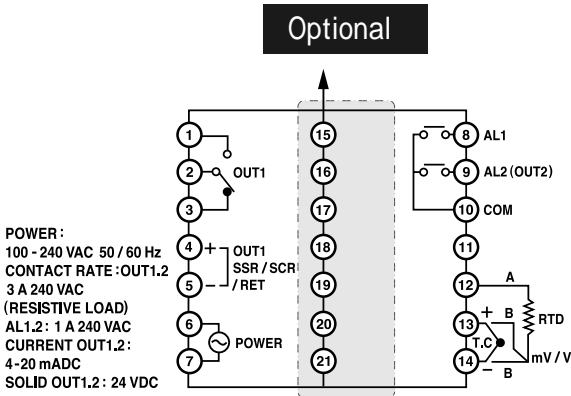 Optional
1
2
3
4
5
6
7
OUT1
+
-
OUT1
SSR / SCR
/ RET
POWER
15
16
17
18
19
20
21
8
9
10
11
12
13
14
AL1
AL2 (OUT2)
COM
A
RTD
+ B
T.C
mV / V
- B
POWER :
100 - 240 VAC 50 / 60 Hz
CONTACT RATE : OUT1.2
3 A 240 VAC
(RESISTIVE LOAD)
AL1.2 : 1 A 240 VAC
CURRENT OUT1.2 :
4-20 mADC
SOLID OUT1.2 : 24 VDC